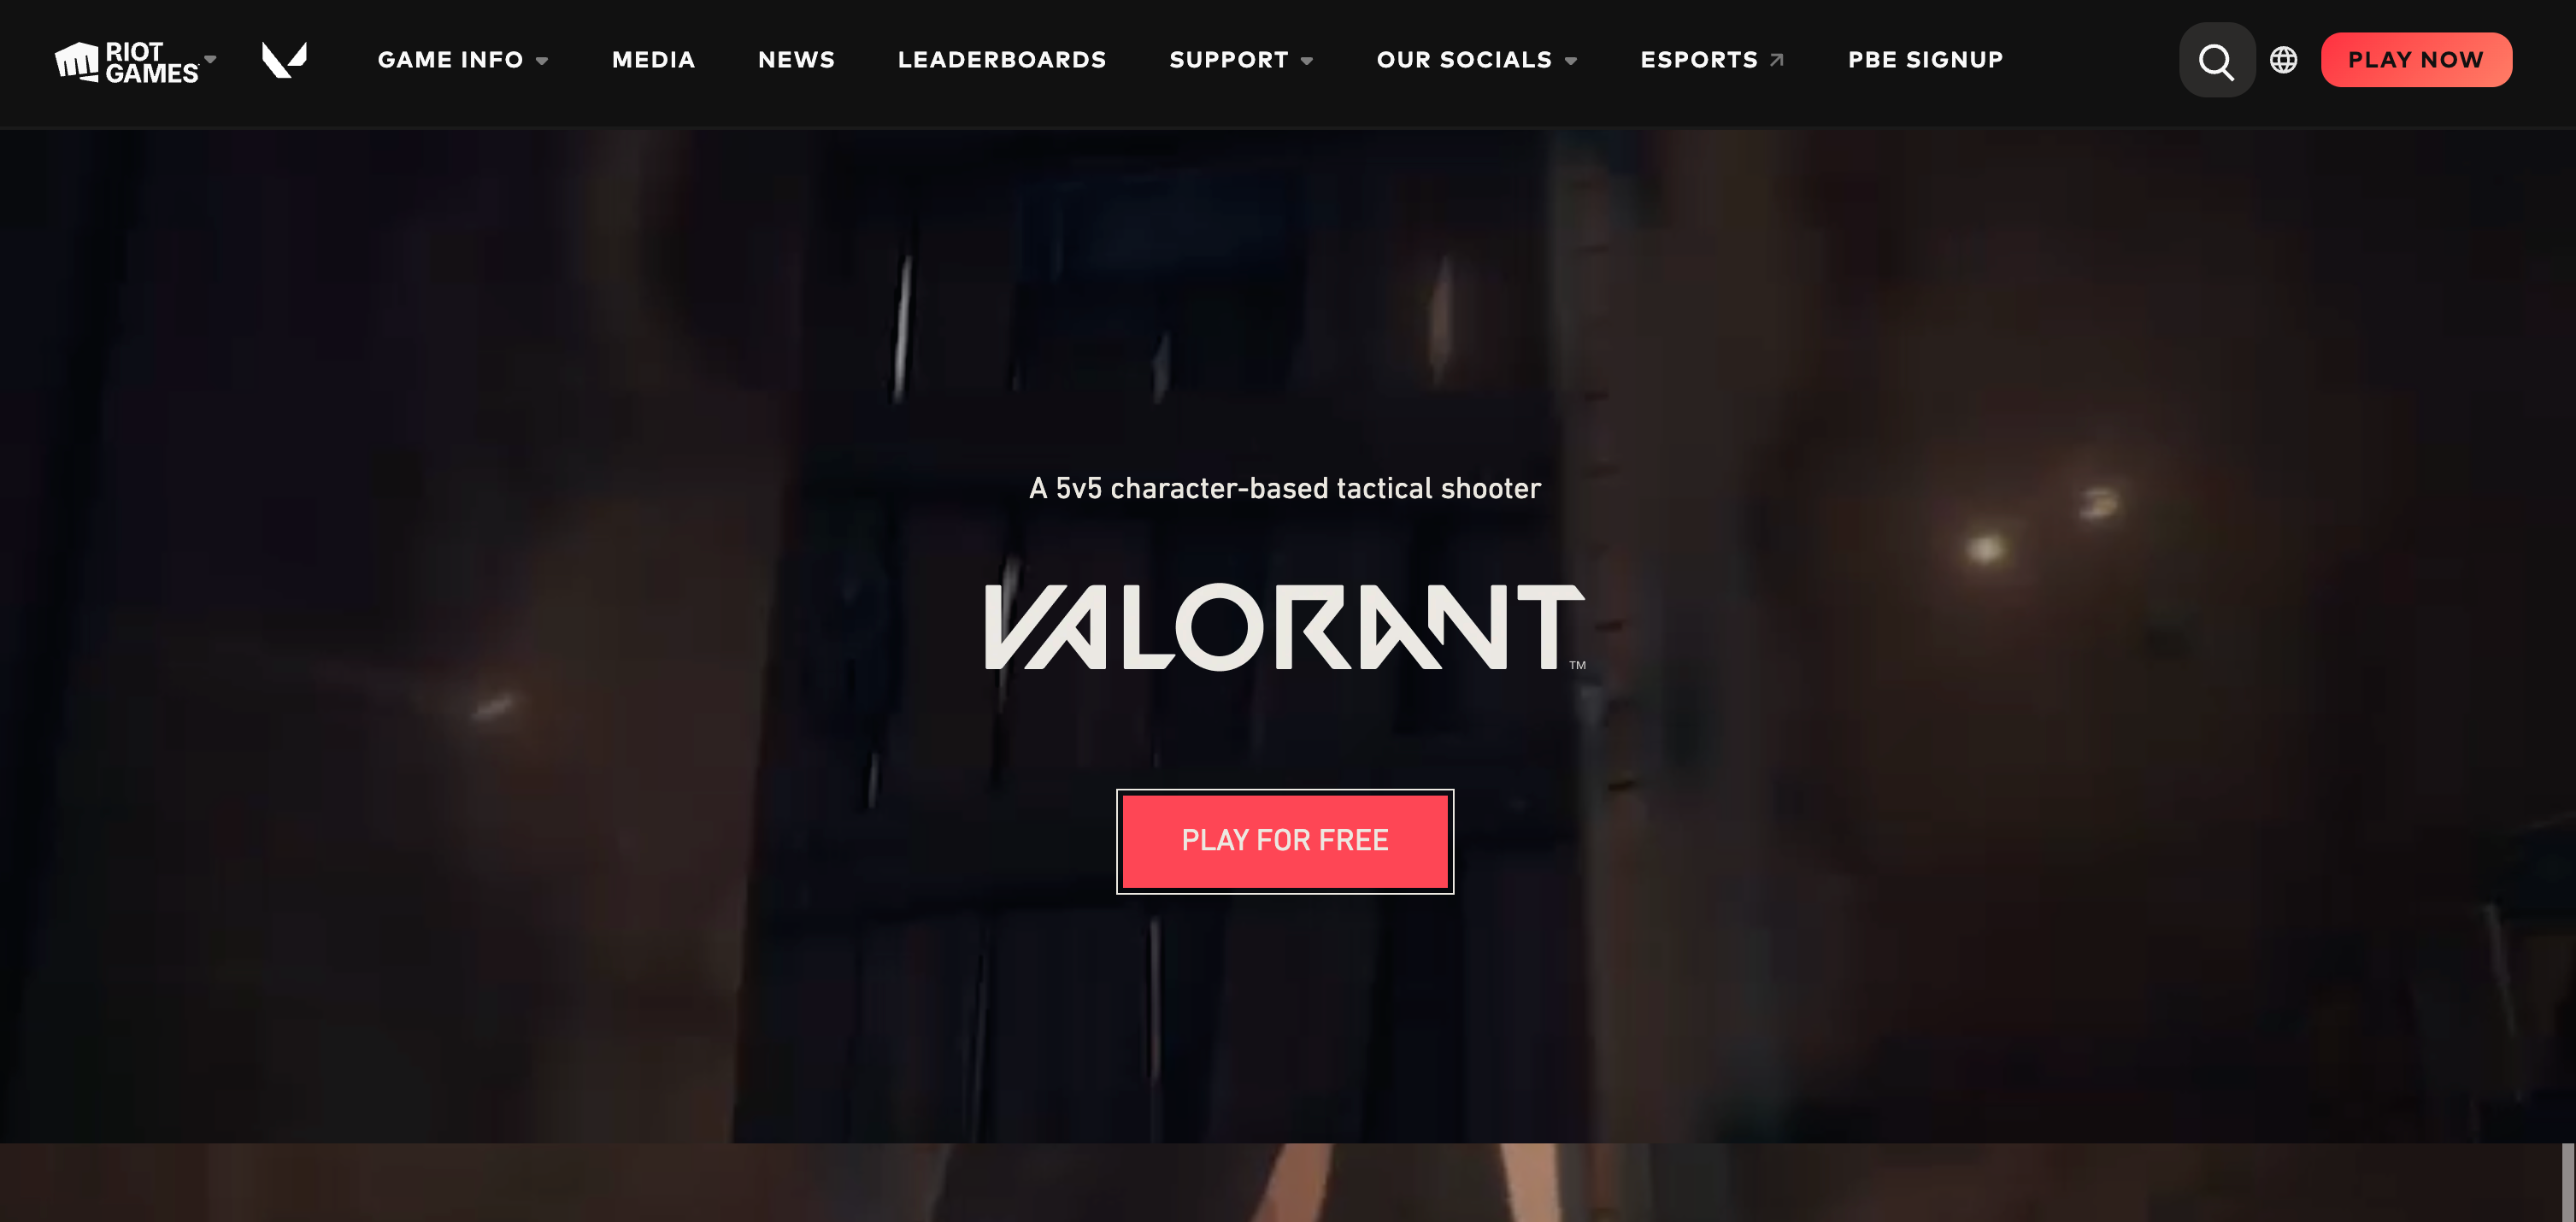 RIOT GAMES
GAME INFO
MEDIA
NEWS
LEADERBOARDS
SUPPORT
OUR SOCIALS
ESPORTS
PBE SIGNUP
PLAY NOW
A 5v5 character-based tactical shooter
VALORANT™
PLAY FOR FREE